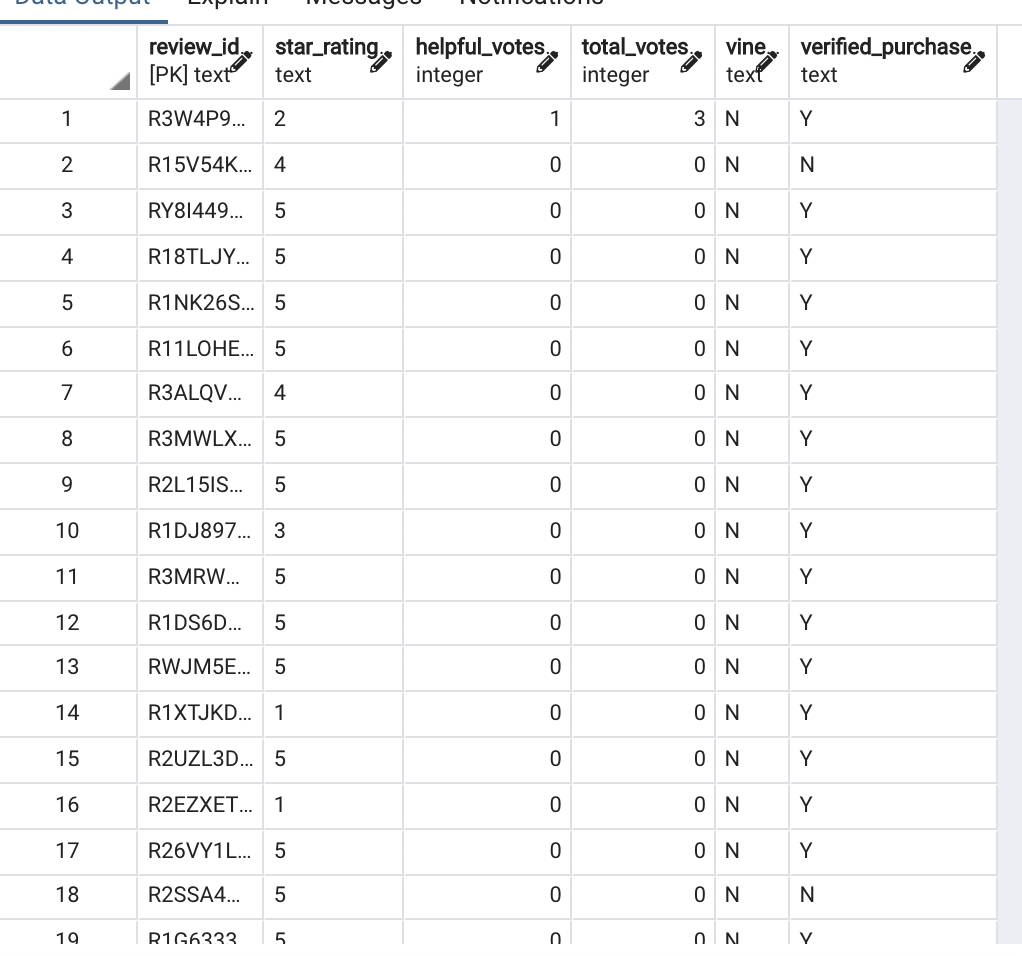 Data Output Explain Messages Notifications
review_id star_rating helpful_votes total_votes vine verified_purchase
[PK] text text integer integer text text
1 R3W4P9... 2 1 3 N Y
2 R15V54K... 4 0 0 N N
3 RY8I449... 5 0 0 N Y
4 R18TLJY... 5 0 0 N Y
5 R1NK26S... 5 0 0 N Y
6 R11LOHE... 5 0 0 N Y
7 R3ALQV... 4 0 0 N Y
8 R3MWLX... 5 0 0 N Y
9 R2L15IS... 5 0 0 N Y
10 R1DJ897... 3 0 0 N Y
11 R3MRW... 5 0 0 N Y
12 R1DS6D... 5 0 0 N Y
13 RWJM5E... 5 0 0 N Y
14 R1XTJKD... 1 0 0 N Y
15 R2UZL3D... 5 0 0 N Y
16 R2EZXET... 1 0 0 N Y
17 R26VY1L... 5 0 0 N Y
18 R2SSA4... 5 0 0 N N
19 R1G6333 5 0 0 N Y